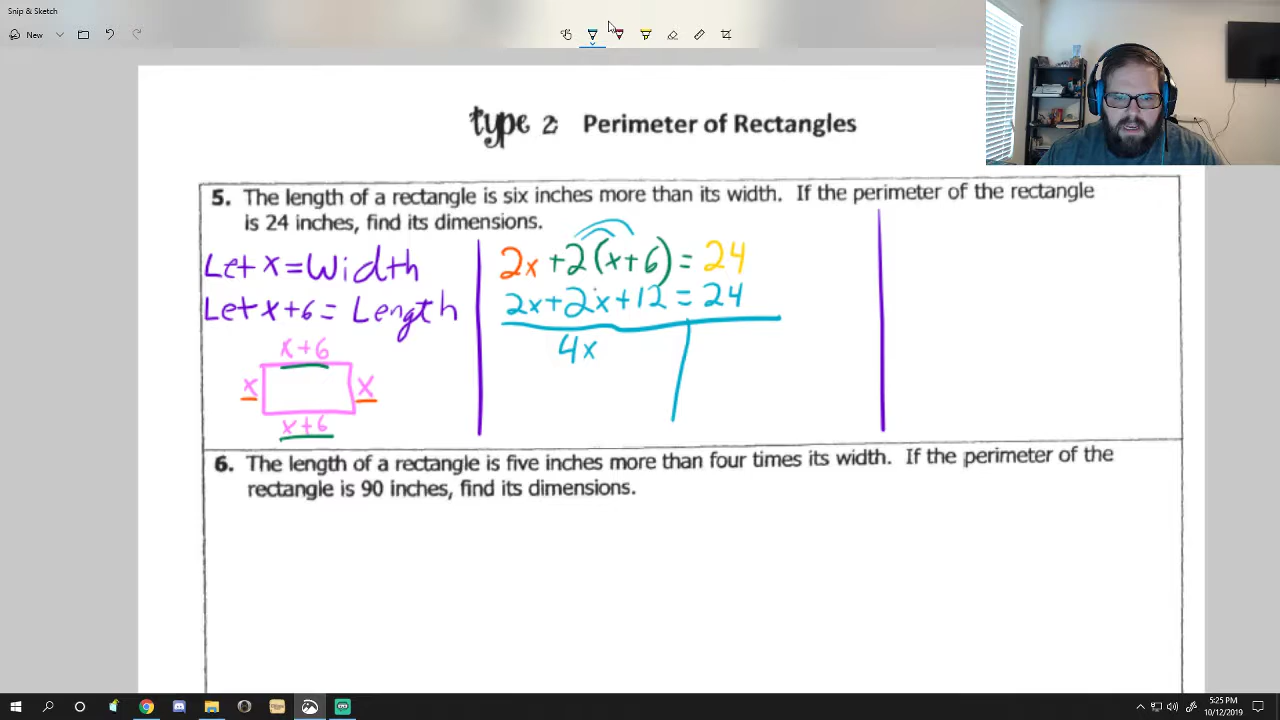 Snip & Sketch
New
type 2: Perimeter of Rectangles
5. The length of a rectangle is six inches more than its width. If the perimeter of the rectangle
is 24 inches, find its dimensions.
Let x = Width
Let x+6 = Length
x+6
x
x
x+6
2x +2(x+6) = 24
2x+2x+12 = 24
4x
6. The length of a rectangle is five inches more than four times its width. If the perimeter of the
rectangle is 90 inches, find its dimensions.
5:25 PM
10/12/2019